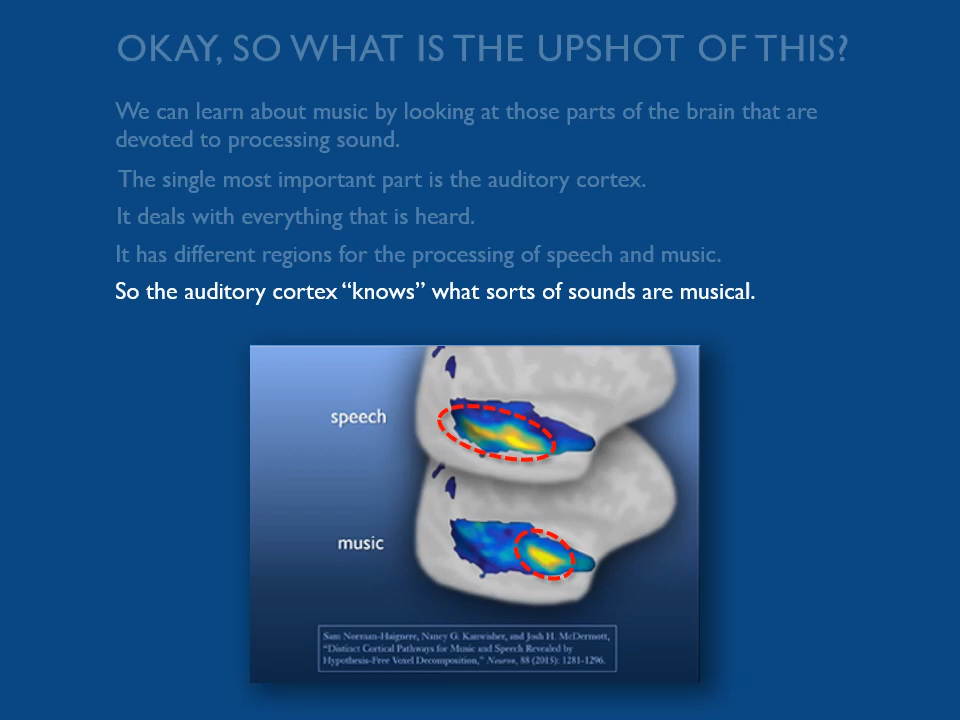 OKAY, SO WHAT IS THE UPSHOT OF THIS?
We can learn about music by looking at those parts of the brain that are
devoted to processing sound.
The single most important part is the auditory cortex.
It deals with everything that is heard.
It has different regions for the processing of speech and music.
So the auditory cortex “knows” what sorts of sounds are musical.
speech
music
Sam Norman-Haignere, Nancy G. Kanwisher, and Josh H. McDermott,
“Distinct Cortical Pathways for Music and Speech Revealed by
Hypothesis-Free Voxel Decomposition,” Neuron, 88 (2015): 1281-1296.